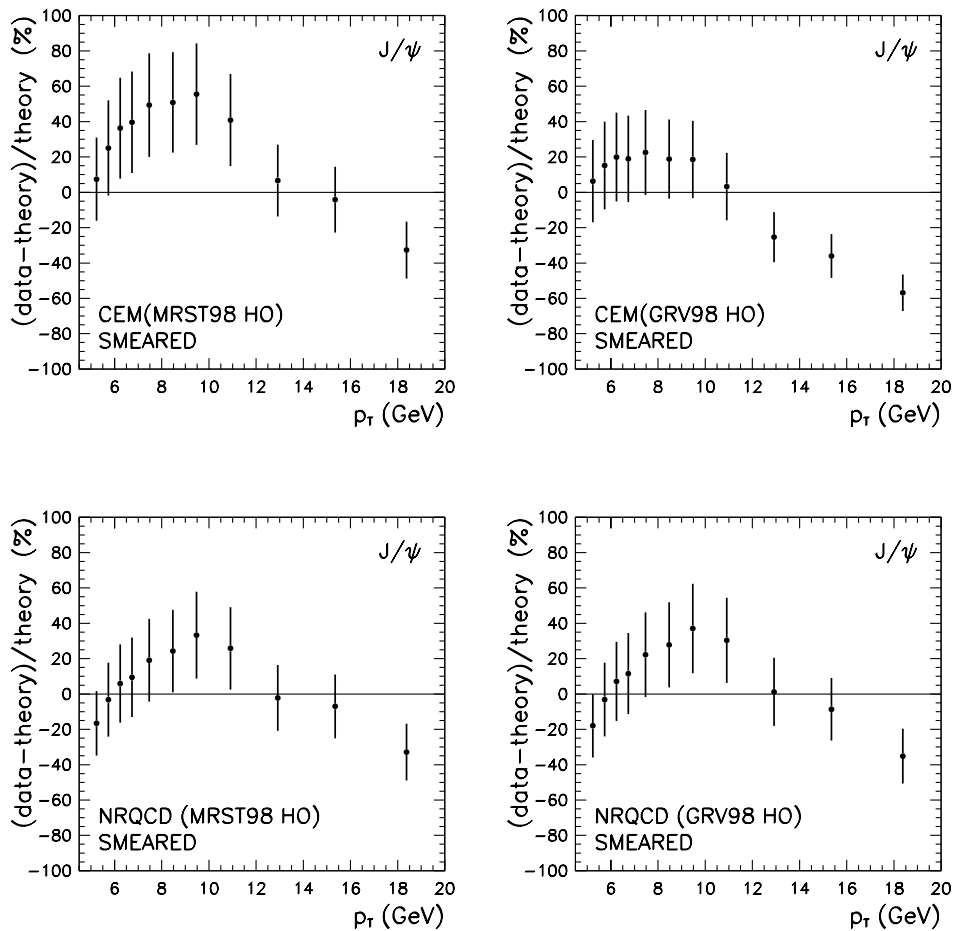 (data-theory)/theory (%)
100
80
60
40
20
0
-20
-40
-60
-80
-100
J/ψ
CEM(MRST98 HO)
SMEARED
6 8 10 12 14 16 18 20
p_T (GeV)
(data-theory)/theory (%)
100
80
60
40
20
0
-20
-40
-60
-80
-100
J/ψ
CEM(GRV98 HO)
SMEARED
6 8 10 12 14 16 18 20
p_T (GeV)
(data-theory)/theory (%)
100
80
60
40
20
0
-20
-40
-60
-80
-100
J/ψ
NRQCD (MRST98 HO)
SMEARED
6 8 10 12 14 16 18 20
p_T (GeV)
(data-theory)/theory (%)
100
80
60
40
20
0
-20
-40
-60
-80
-100
J/ψ
NRQCD (GRV98 HO)
SMEARED
6 8 10 12 14 16 18 20
p_T (GeV)